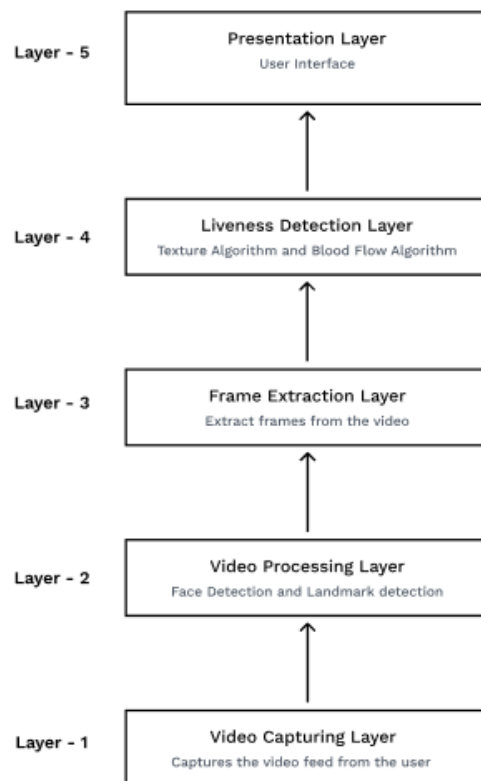 Layer - 5
Presentation Layer
User Interface
Layer - 4
Liveness Detection Layer
Texture Algorithm and Blood Flow Algorithm
Layer - 3
Frame Extraction Layer
Extract frames from the video
Layer - 2
Video Processing Layer
Face Detection and Landmark detection
Layer - 1
Video Capturing Layer
Captures the video feed from the user